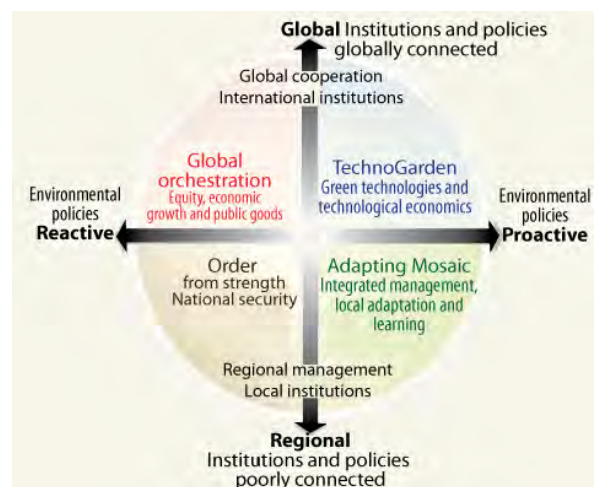 Global Institutions and policies
globally connected
Global cooperation
International institutions
Global
orchestration
Equity, economic
growth and public goods
TechnoGarden
Green technologies and
technological economics
Environmental
policies
Reactive
Environmental
policies
Proactive
Order
from strength
National security
Adapting Mosaic
Integrated management,
local adaptation and
learning
Regional management
Local institutions
Regional
Institutions and policies
poorly connected